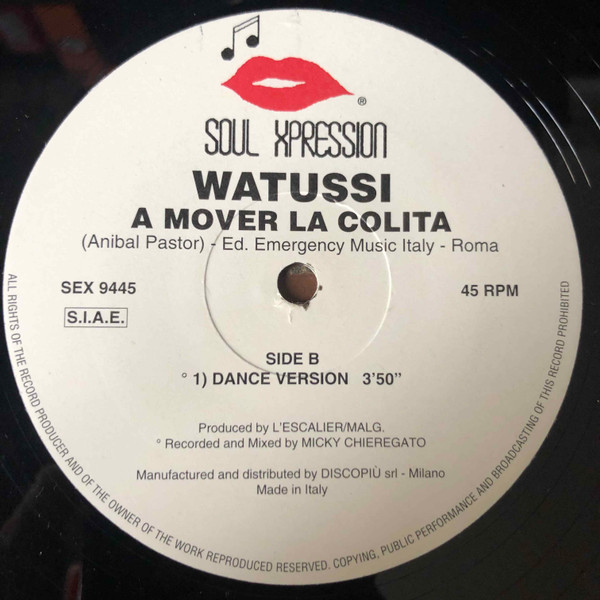 ®
SOUL XPRESSION
WATUSSI
A MOVER LA COLITA
(Anibal Pastor) - Ed. Emergency Music Italy - Roma
SEX 9445
45 RPM
S.I.A.E.
SIDE B
° 1) DANCE VERSION 3'50"
Produced by L'ESCALIER/MALG.
° Recorded and Mixed by MICKY CHIEREGATO
Manufactured and distributed by DISCOPIÙ srl - Milano
Made in Italy
ALL RIGHTS OF THE RECORD PRODUCER AND OF THE OWNER OF THE WORK REPRODUCED RESERVED. COPYING, PUBLIC PERFORMANCE AND BROADCASTING OF THIS RECORD PROHIBITED